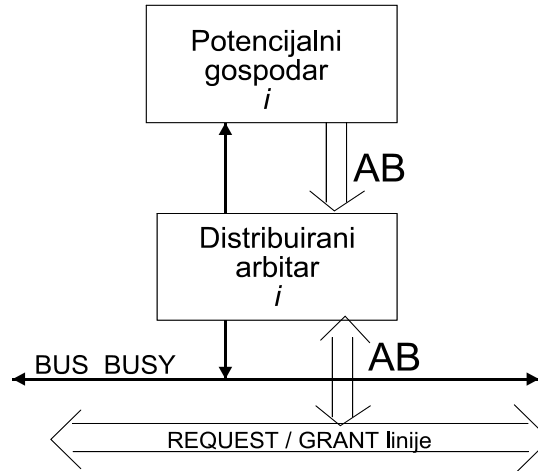 Potencijalni
gospodar
i
AB
Distribuirani
arbitar
i
AB
BUS BUSY
REQUEST / GRANT linije